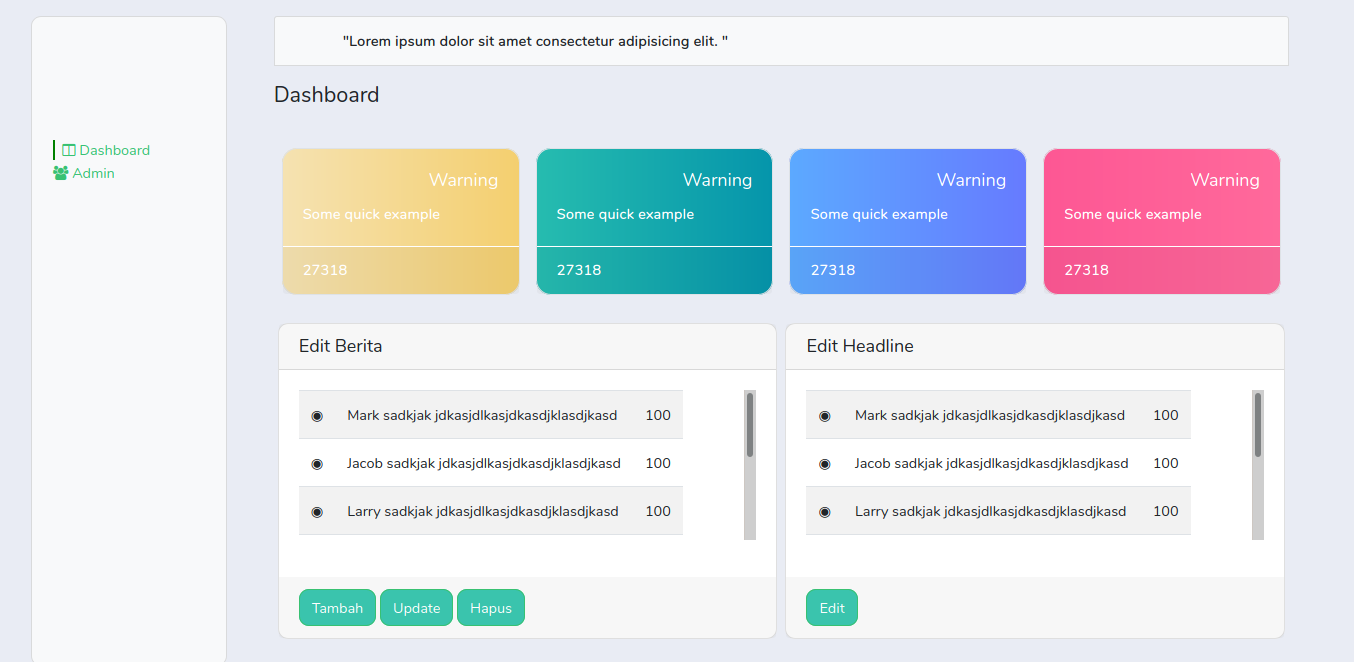 "Lorem ipsum dolor sit amet consectetur adipisicing elit. "
Dashboard
Admin
Dashboard
Warning
Some quick example
27318
Warning
Some quick example
27318
Warning
Some quick example
27318
Warning
Some quick example
27318
Edit Berita
Mark sadkjak jdkasjdlkasjdkasdjklasdjkasd 100
Jacob sadkjak jdkasjdlkasjdkasdjklasdjkasd 100
Larry sadkjak jdkasjdlkasjdkasdjklasdjkasd 100
Tambah Update Hapus
Edit Headline
Mark sadkjak jdkasjdlkasjdkasdjklasdjkasd 100
Jacob sadkjak jdkasjdlkasjdkasdjklasdjkasd 100
Larry sadkjak jdkasjdlkasjdkasdjklasdjkasd 100
Edit